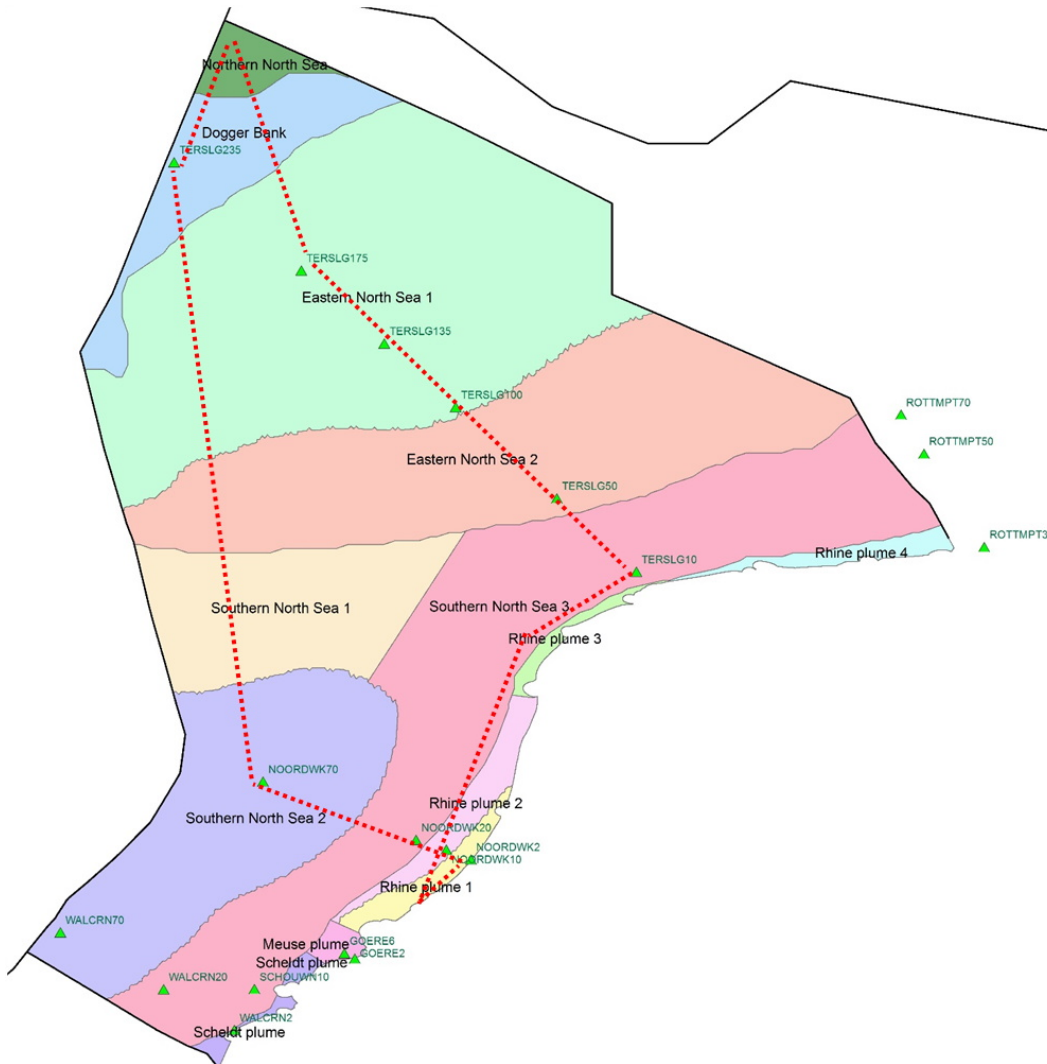 Northern North Sea
Dogger Bank
TERSLG235
TERSLG175
Eastern North Sea 1
TERSLG135
TERSLG100
ROTTMPT70
ROTTMPT50
Eastern North Sea 2
TERSLG50
ROTTMPT3
Rhine plume 4
TERSLG10
Southern North Sea 1
Southern North Sea 3
Rhine plume 3
NOORDWK70
Rhine plume 2
Southern North Sea 2
NOORDWK20
NOORDWK2
NOORDWK10
Rhine plume 1
WALCRN70
Meuse plume
GOERE6
GOERE2
Scheldt plume
WALCRN20
SCHOUWN10
WALCRN2
Scheldt plume